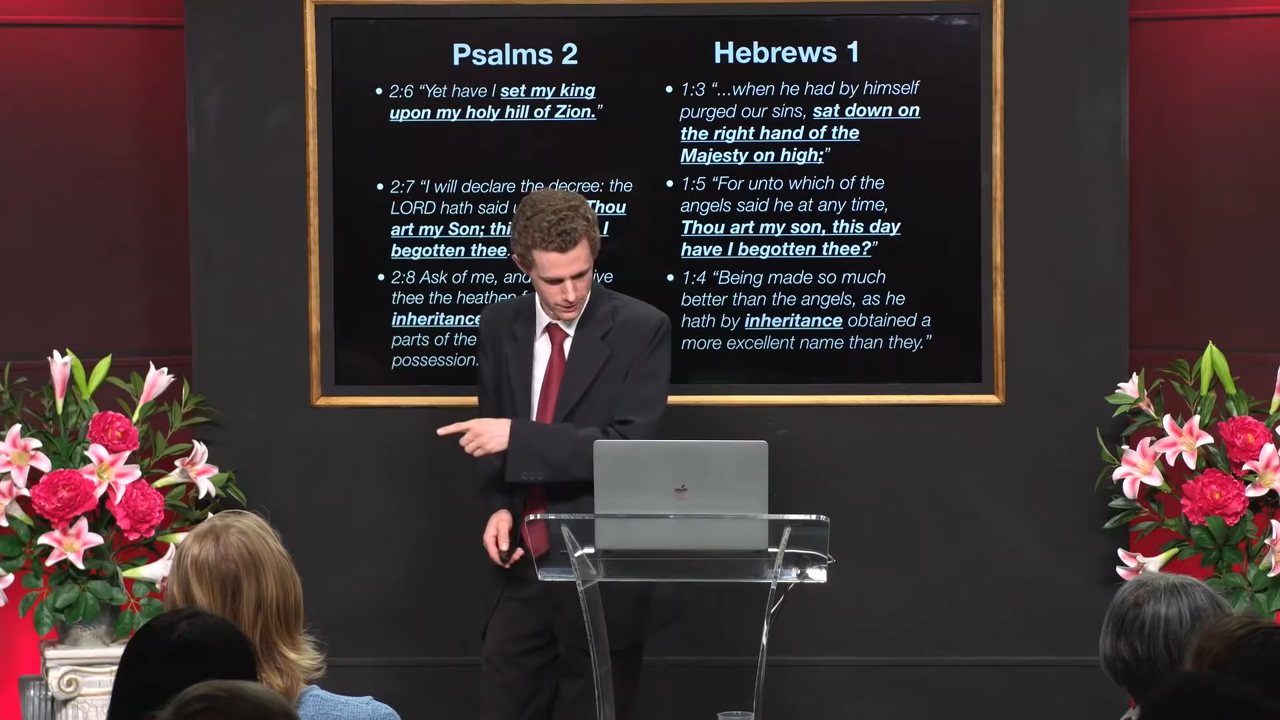 Psalms 2
• 2:6 “Yet have I set my king
upon my holy hill of Zion.”
• 2:7 “I will declare the decree: the
LORD hath said Thou
art my Son; I
begotten thee.
• 2:8 Ask of me, and
thee the heathen
inheritance
parts of the
possession.
Hebrews 1
• 1:3 “...when he had by himself
purged our sins, sat down on
the right hand of the
Majesty on high;”
• 1:5 “For unto which of the
angels said he at any time,
Thou art my son, this day
have I begotten thee?”
• 1:4 “Being made so much
better than the angels, as he
hath by inheritance obtained a
more excellent name than they.”